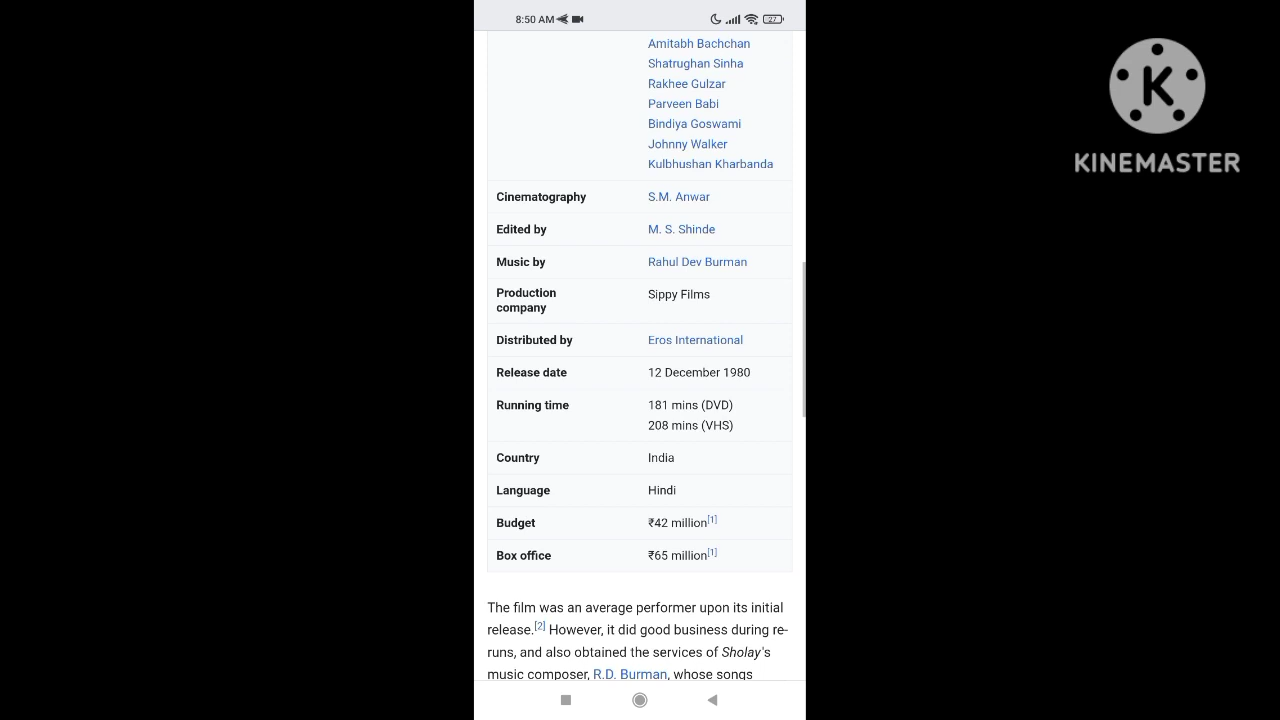 8:50 AM
27
Amitabh Bachchan
Shatrughan Sinha
Rakhee Gulzar
Parveen Babi
Bindiya Goswami
Johnny Walker
Kulbhushan Kharbanda
Cinematography S.M. Anwar
Edited by M. S. Shinde
Music by Rahul Dev Burman
Production company Sippy Films
Distributed by Eros International
Release date 12 December 1980
Running time 181 mins (DVD)
208 mins (VHS)
Country India
Language Hindi
Budget ₹42 million[1]
Box office ₹65 million[1]
The film was an average performer upon its initial
release.[2] However, it did good business during re-
runs, and also obtained the services of Sholay's
music composer, R.D. Burman, whose songs
K
KINEMASTER